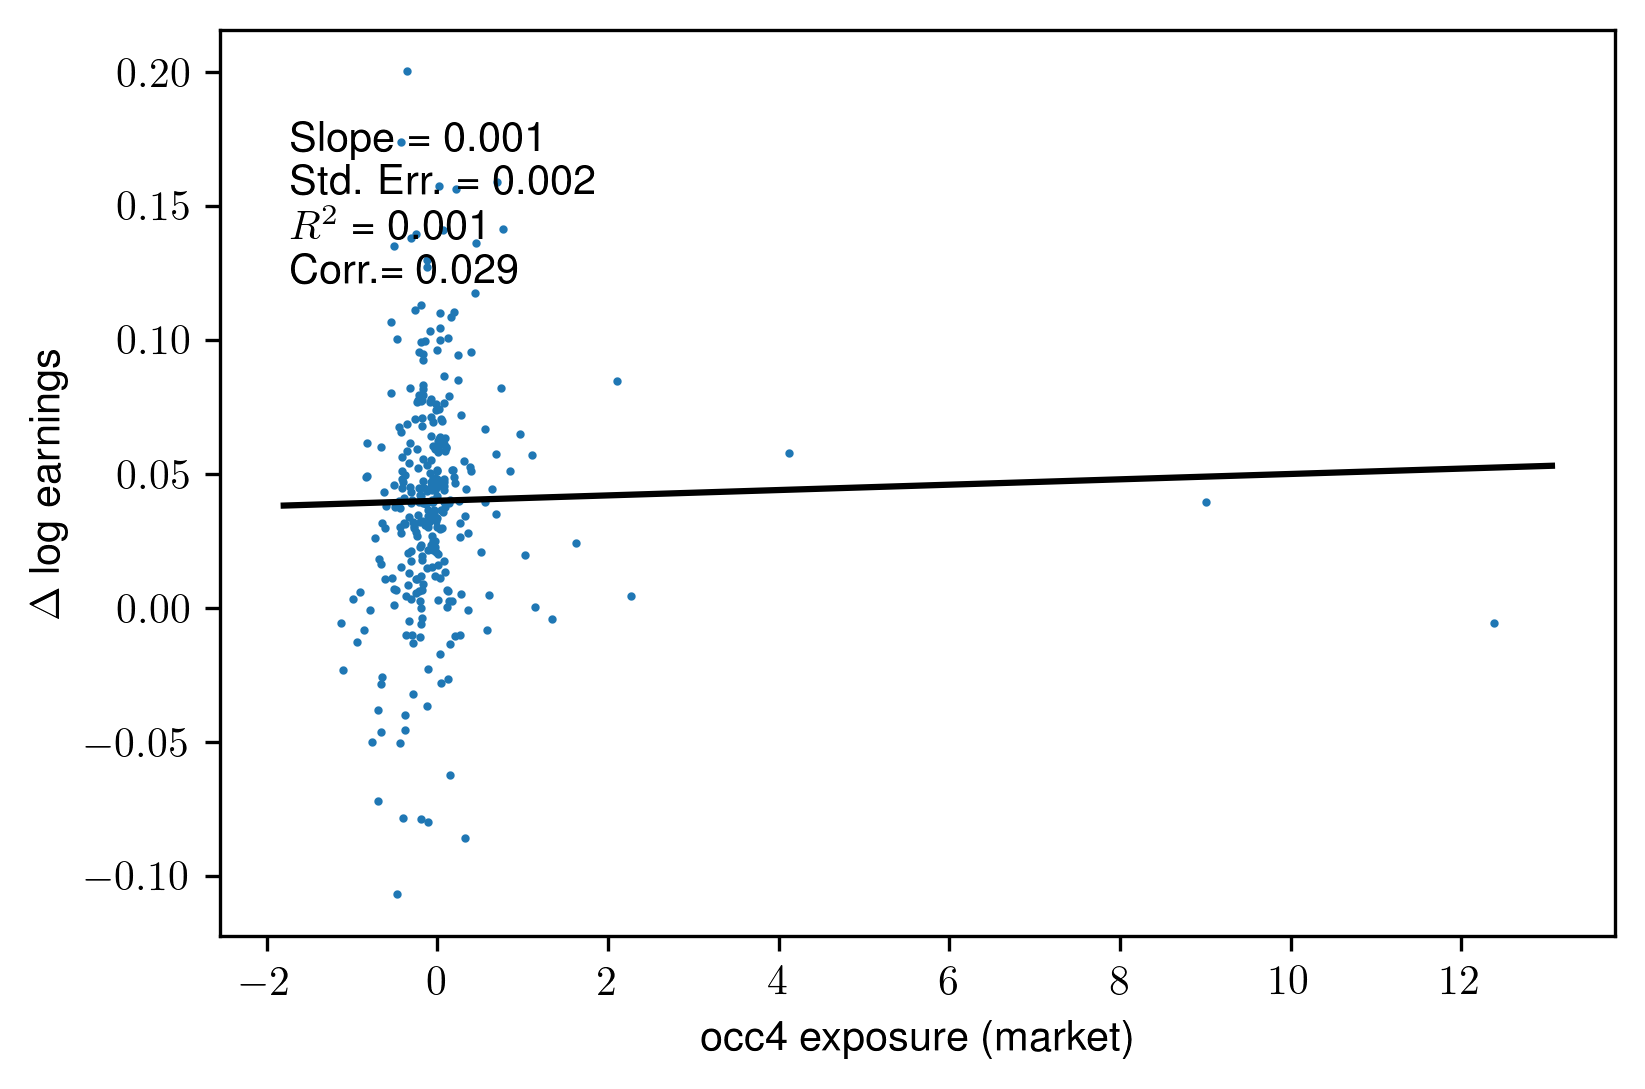 0.20
0.15
0.10
0.05
0.00
−0.05
−0.10
Δ log earnings
Slope = 0.001
Std. Err. = 0.002
R² = 0.001
Corr.= 0.029
−2 0 2 4 6 8 10 12
occ4 exposure (market)